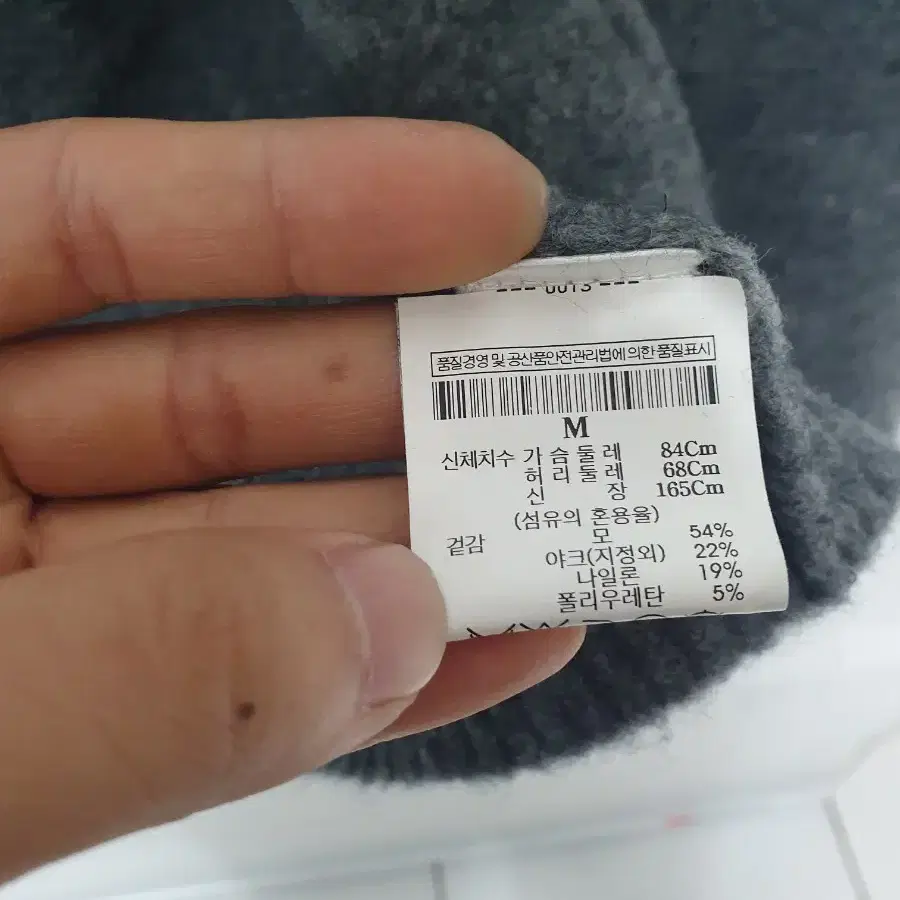 --- 0013 ---
품질경영 및 공산품안전관리법에 의한 품질표시
M
신체치수 가 슴 둘 레 84Cm
허 리 둘 레 68Cm
신 장 165Cm
(섬유의 혼용율)
겉감 모 54%
야크(지정외) 22%
나일론 19%
폴리우레탄 5%